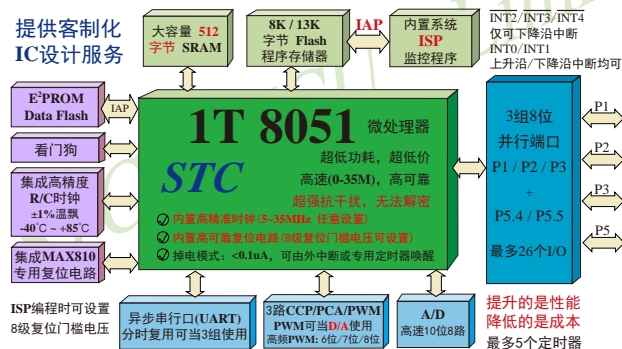 提供客制化
IC设计服务
大容量 512
字节 SRAM
8K / 13K
字节 Flash
程序存储器
IAP
内置系统
ISP
监控程序
INT2 / INT3 / INT4
仅可下降沿中断
INT0/INT1
上升沿/下降沿中断均可
E²PROM
Data Flash
IAP
看门狗
集成高精度
R/C时钟
±1%温飘
-40℃ ~ +85℃
集成MAX810
专用复位电路
1T 8051 微处理器
STC
超低功耗，超低价
高速(0-35M)，高可靠
超强抗干扰，无法解密
内置高精准时钟(5~35MHz 任意设置)
内置高可靠复位电路(8级复位门槛电压可设置)
掉电模式：<0.1uA，可由外中断或专用定时器唤醒
3组8位
并行端口
P1 / P2 / P3
+
P5.4 / P5.5
最多26个I/O
P1
P2
P3
P5
ISP编程时可设置
8级复位门槛电压
异步串行口(UART)
分时复用可当3组使用
3路CCP/PCA/PWM
PWM可当D/A使用
高频PWM: 6位/7位/8位
A/D
高速10位8路
提升的是性能
降低的是成本
最多5个定时器